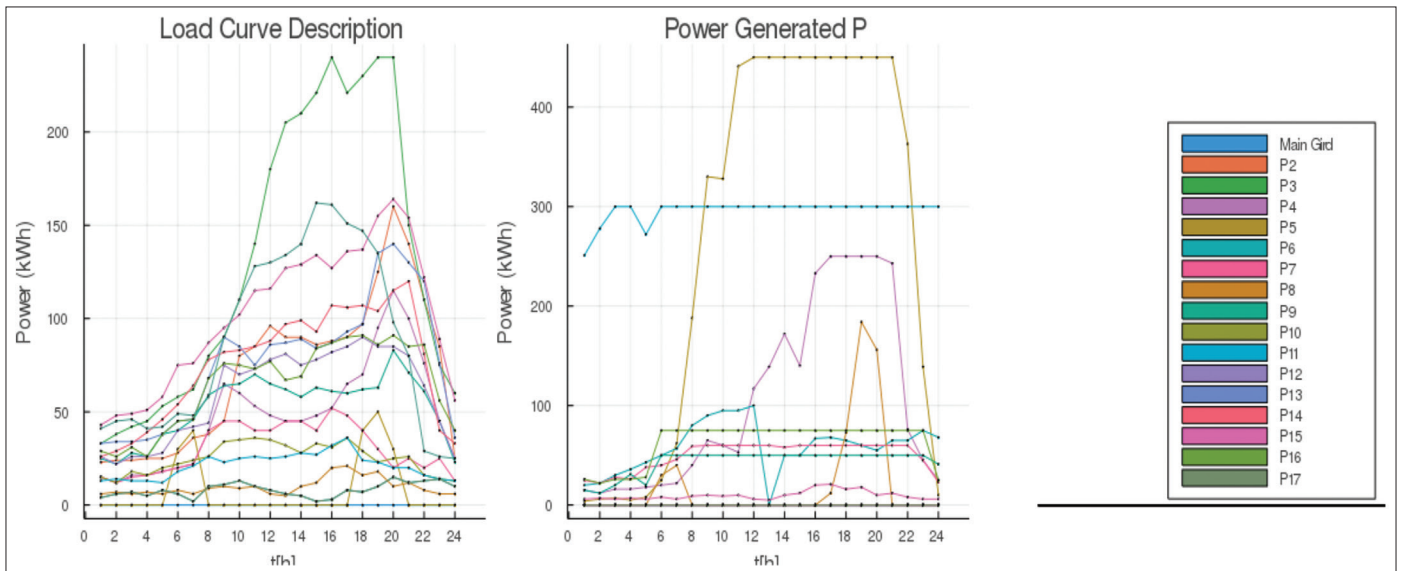 Load Curve Description
Power (kWh)
200
150
100
50
0
0 2 4 6 8 10 12 14 16 18 20 22 24
t[h]
Power Generated P
Power (kWh)
400
300
200
100
0
0 2 4 6 8 10 12 14 16 18 20 22 24
t[h]
Main Gird
P2
P3
P4
P5
P6
P7
P8
P9
P10
P11
P12
P13
P14
P15
P16
P17